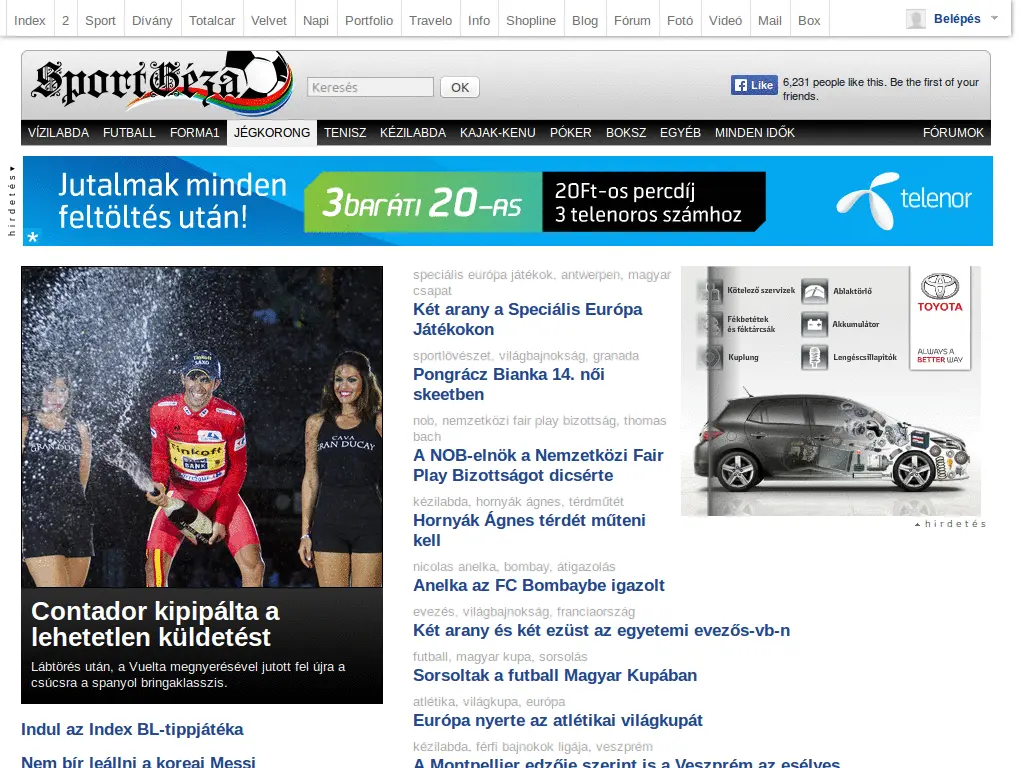 Index 2 Sport Dívány Totalcar Velvet Napi Portfolio Travelo Info Shopline Blog Fórum Fotó Videó Mail Box Belépés
SportGéza
Keresés OK
Like 6,231 people like this. Be the first of your
friends.
VÍZILABDA FUTBALL FORMA1 JÉGKORONG TENISZ KÉZILABDA KAJAK-KENU PÓKER BOKSZ EGYÉB MINDEN IDŐK FÓRUMOK
hirdetés
Jutalmak minden
feltöltés után!
*
3baráti 20-as
20Ft-os percdíj
3 telenoros számhoz
telenor
CAVA
GRAN DUCAY
GRAN DUCAY
Tinkoff
BANK
Contador kipipálta a
lehetetlen küldetést
Lábtörés után, a Vuelta megnyerésével jutott fel újra a
csúcsra a spanyol bringaklasszis.
Indul az Index BL-tippjátéka
Nem bír leállni a koreai Messi
speciális európa játékok, antwerpen, magyar
csapat
Két arany a Speciális Európa
Játékokon
sportlövészet, világbajnokság, granada
Pongrácz Bianka 14. női
skeetben
nob, nemzetközi fair play bizottság, thomas
bach
A NOB-elnök a Nemzetközi Fair
Play Bizottságot dicsérte
kézilabda, hornyák ágnes, térdműtét
Hornyák Ágnes térdét műteni
kell
nicolas anelka, bombay, átigazolás
Anelka az FC Bombaybe igazolt
evezés, világbajnokság, franciaország
Két arany és két ezüst az egyetemi evezős-vb-n
futball, magyar kupa, sorsolás
Sorsoltak a futball Magyar Kupában
atlétika, világkupa, európa
Európa nyerte az atlétikai világkupát
kézilabda, férfi bajnokok ligája, veszprém
A Montpellier edzője szerint is a Veszprém az esélyes
Kötelező szervizek
Ablaktörlő
Fékbetétek
és féktárcsák
Akkumulátor
Kuplung
Lengéscsillapítók
TOYOTA
ALWAYS A
BETTER WAY
hirdetés